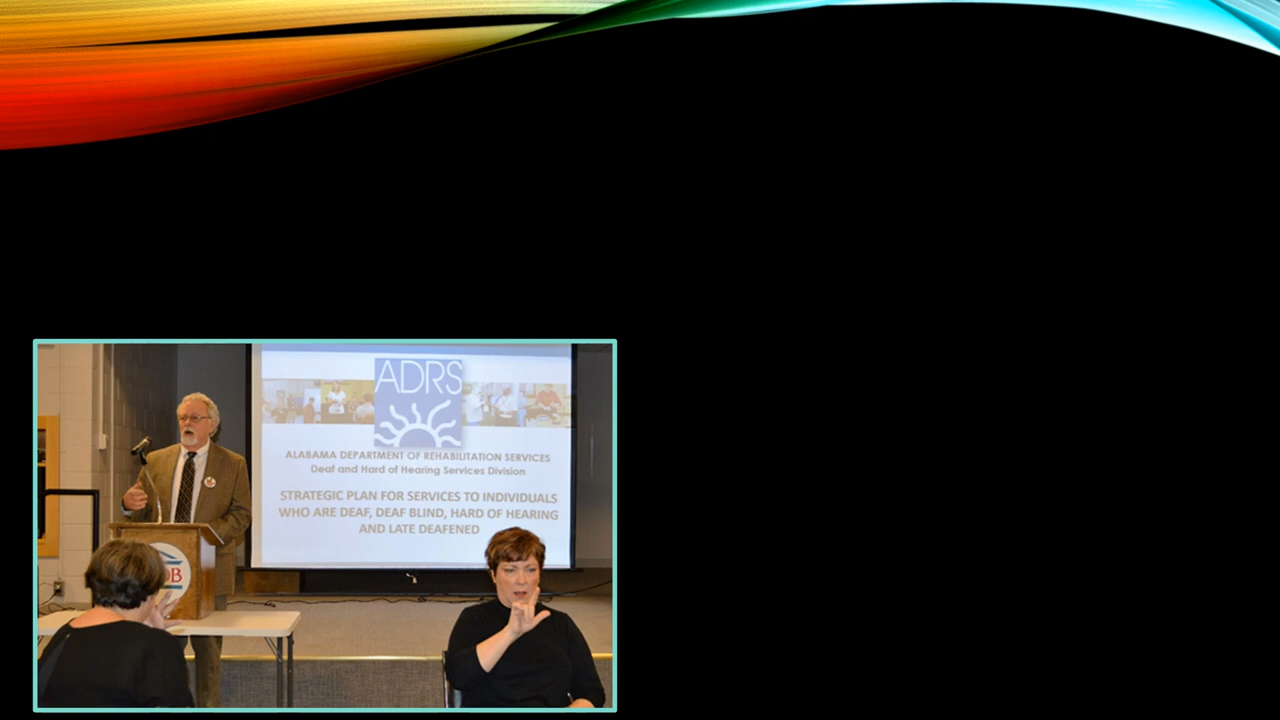 ADRS
ALABAMA DEPARTMENT OF REHABILITATION SERVICES
Deaf and Hard of Hearing Services Division
STRATEGIC PLAN FOR SERVICES TO INDIVIDUALS
WHO ARE DEAF, DEAF BLIND, HARD OF HEARING
AND LATE DEAFENED